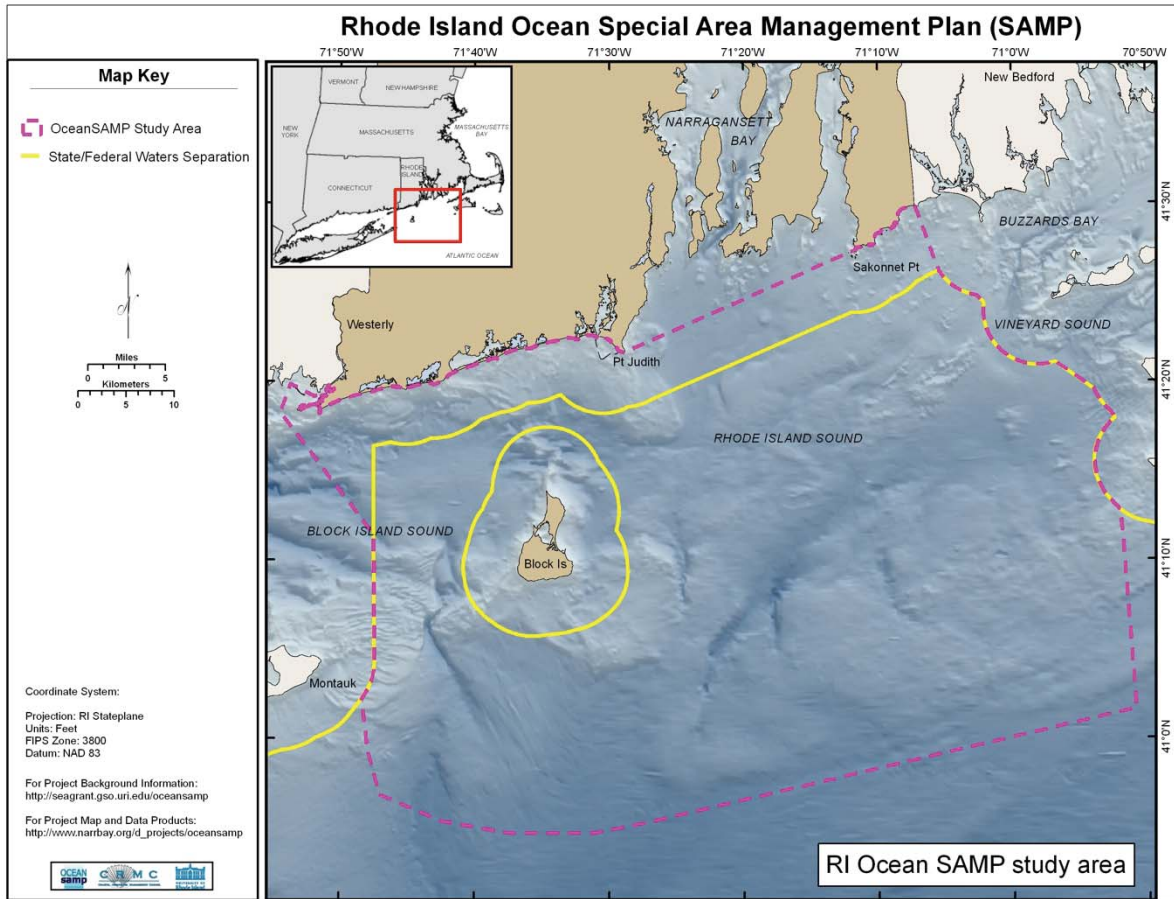 Rhode Island Ocean Special Area Management Plan (SAMP)
71°50'W
71°40'W
71°30'W
71°20'W
71°10'W
71°0'W
70°50'W
Map Key
OceanSAMP Study Area
State/Federal Waters Separation
Miles
0 5
Kilometers
0 5 10
Coordinate System:
Projection: RI Stateplane
Units: Feet
FIPS Zone: 3800
Datum: NAD 83
For Project Background Information:
http://seagrant.gso.uri.edu/oceansamp
For Project Map and Data Products:
http://www.narrbay.org/d_projects/oceansamp
OCEAN
samp
CRMC
VERMONT
NEW HAMPSHIRE
NEW
YORK
MASSACHUSETTS
MASSACHUSETTS
BAY
CONNECTICUT
RHODE
ISLAND
ATLANTIC OCEAN
New Bedford
NARRAGANSETT
BAY
BUZZARDS BAY
Sakonnet Pt
Westerly
VINEYARD SOUND
Pt Judith
RHODE ISLAND SOUND
BLOCK ISLAND SOUND
Block Is
Montauk
41°30'N
41°20'N
41°10'N
41°0'N
RI Ocean SAMP study area